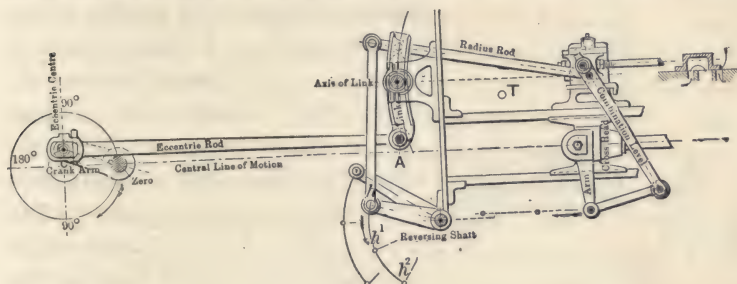 Eccentric Centre
90°
180°
Crank Arm
Zero
90°
Eccentric Rod
Central Line of Motion
Axis of Link
Link
A
Radius Rod
T
Combination Lever
Cross Head
Arm
h¹
Reversing Shaft
h²